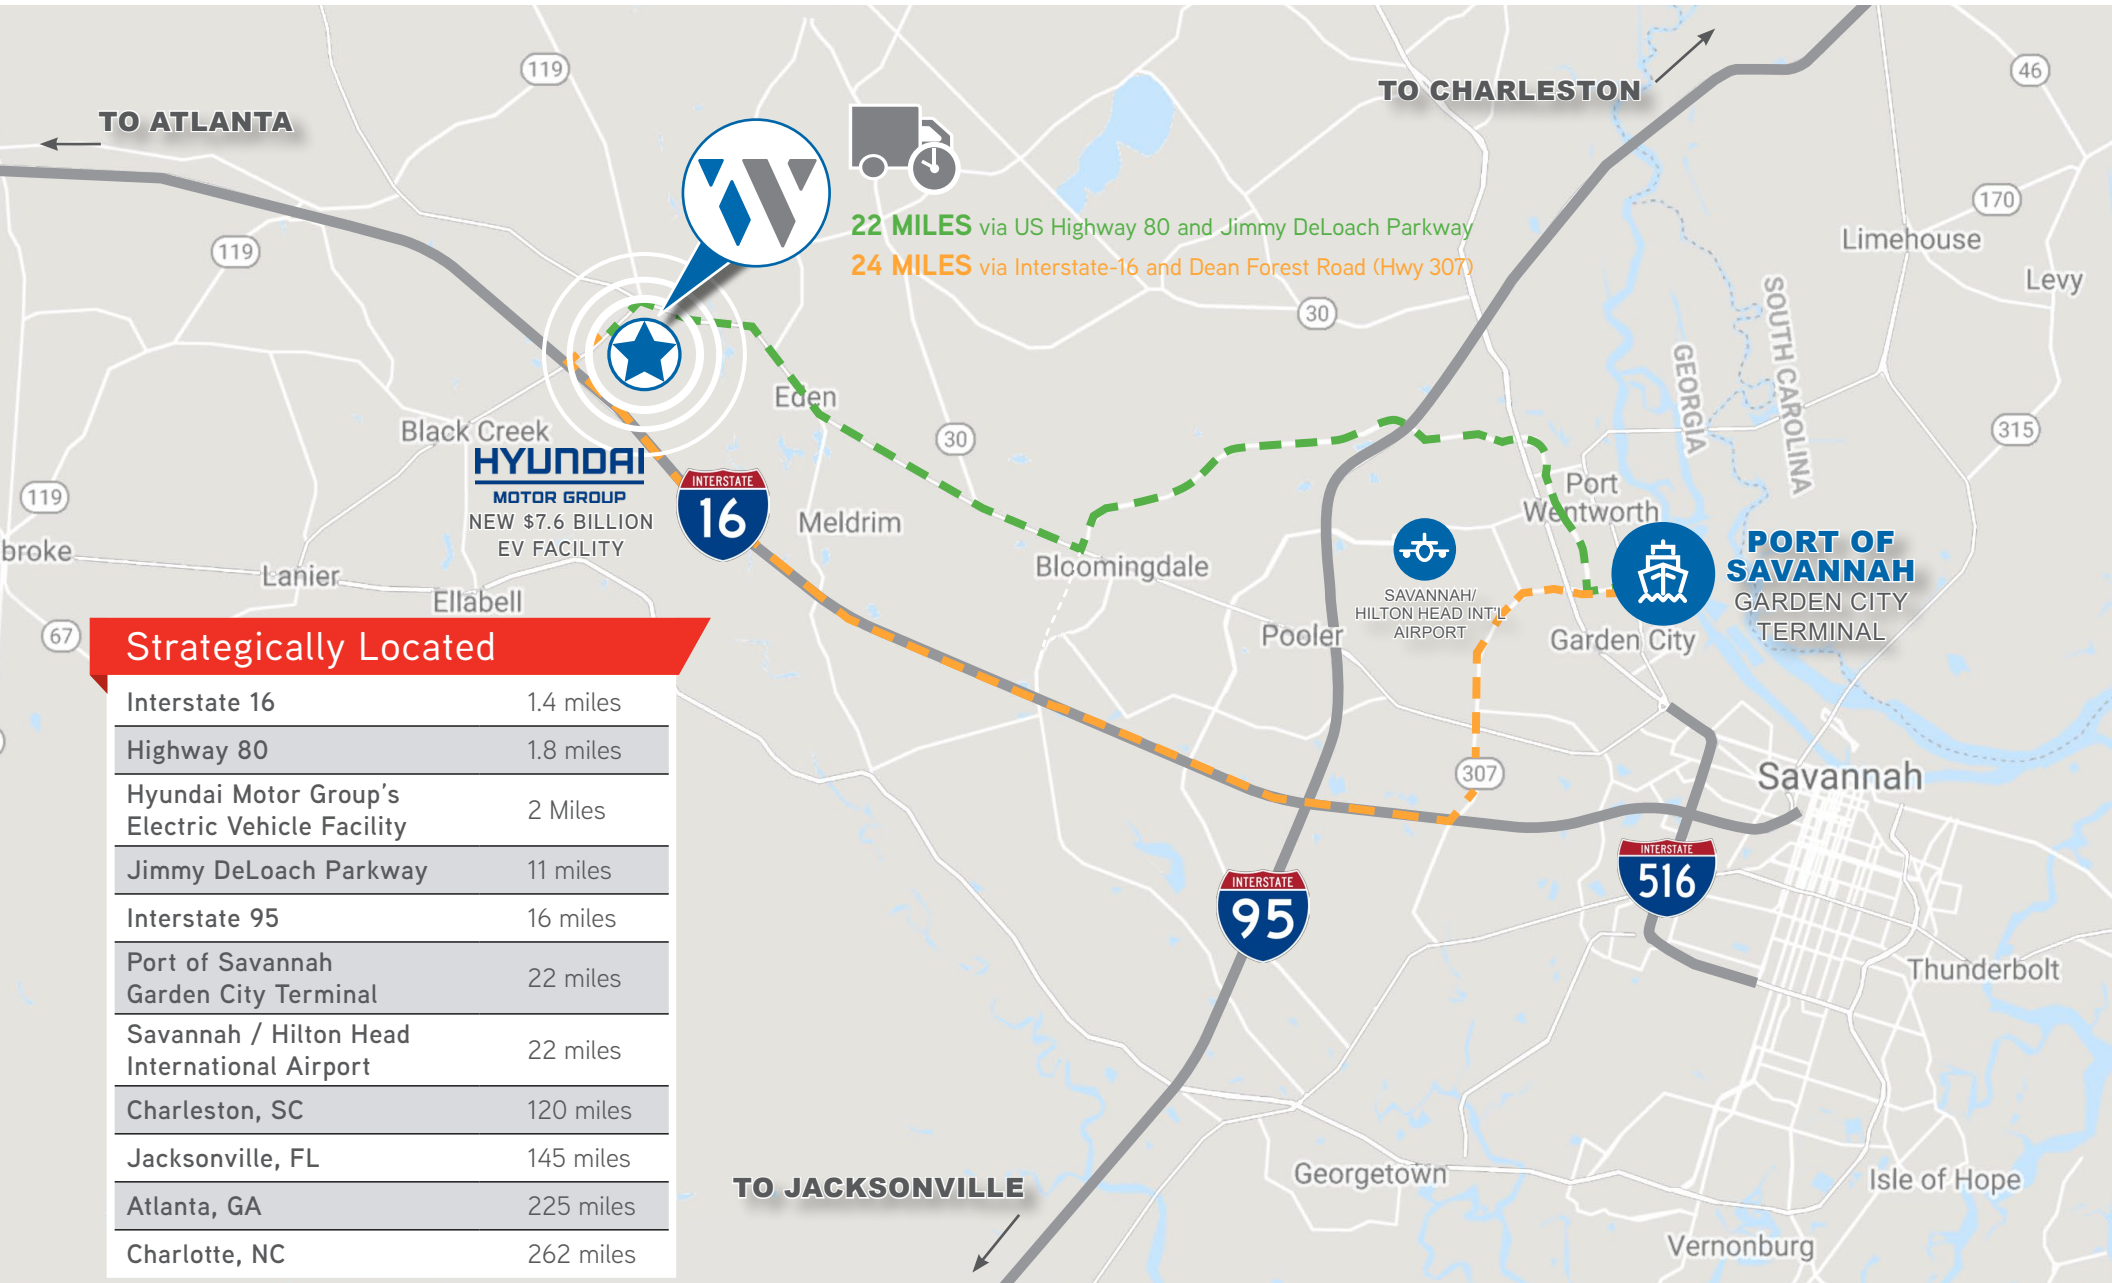 119
46
TO CHARLESTON
TO ATLANTA
170
22 MILES via US Highway 80 and Jimmy DeLoach Parkway
24 MILES via Interstate-16 and Dean Forest Road (Hwy 307)
Limehouse
119
Levy
30
SOUTH CAROLINA
GEORGIA
Eden
Black Creek
30
315
HYUNDAI
MOTOR GROUP
NEW $7.6 BILLION
EV FACILITY
INTERSTATE
16
Meldrim
119
Port
Wentworth
broke
Lanier
Ellabell
Bloomingdale
PORT OF
SAVANNAH
GARDEN CITY
TERMINAL
SAVANNAH/
HILTON HEAD INT'L
AIRPORT
67
Pooler
Garden City
307
Savannah
INTERSTATE
516
INTERSTATE
95
Thunderbolt
Georgetown
Isle of Hope
TO JACKSONVILLE
Vernonburg
Strategically Located
Interstate 16 1.4 miles
Highway 80 1.8 miles
Hyundai Motor Group's
Electric Vehicle Facility 2 Miles
Jimmy DeLoach Parkway 11 miles
Interstate 95 16 miles
Port of Savannah
Garden City Terminal 22 miles
Savannah / Hilton Head
International Airport 22 miles
Charleston, SC 120 miles
Jacksonville, FL 145 miles
Atlanta, GA 225 miles
Charlotte, NC 262 miles